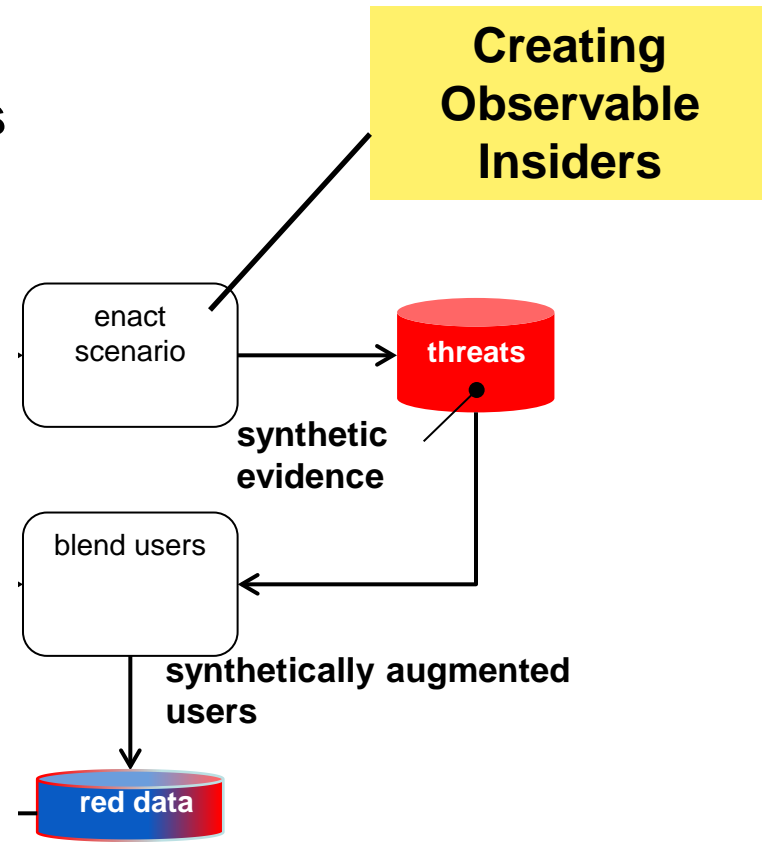 Creating
Observable
Insiders
s
enact
scenario
threats
synthetic
evidence
blend users
synthetically augmented
users
red data